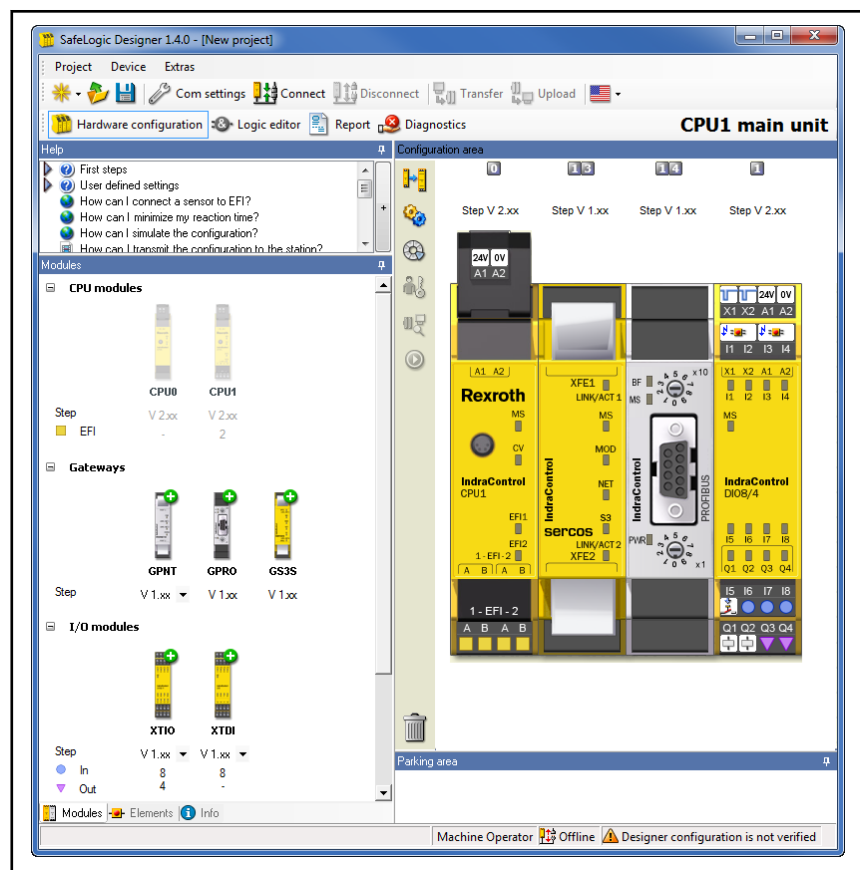 SafeLogic Designer 1.4.0 - [New project]
Project Device Extras
Com settings Connect Disconnect Transfer Upload
Hardware configuration Logic editor Report Diagnostics CPU1 main unit
Help
First steps
User defined settings
How can I connect a sensor to EFI?
How can I minimize my reaction time?
How can I simulate the configuration?
How can I transmit the configuration to the station?
Modules
CPU modules
CPU0 CPU1
Step V 2.xx V 2.xx
EFI - 2
Gateways
GPNT GPRO GS3S
Step V 1.xx V 1.xx V 1.xx
I/O modules
XTIO XTDI
Step V 1.xx V 1.xx
In 8 8
Out 4 -
Modules Elements Info
Configuration area
0 13 14 1
Step V 2.xx Step V 1.xx Step V 1.xx Step V 2.xx
24V 0V
A1 A2
A1 A2
Rexroth
MS
CV
IndraControl
CPU1
EFI1
EFI2
1 - EFI - 2
A B A B
1 - EFI - 2
A B A B
XFE1
LINK/ACT 1
MS
MOD
NET
IndraControl
S3
sercos
LINK/ACT 2
XFE2
BF
MS
x10
IndraControl
PROFIBUS
PWR
x1
24V 0V
X1 X2 A1 A2
I1 I2 I3 I4
X1 X2 A1 A2
I1 I2 I3 I4
MS
IndraControl
DIO8/4
I5 I6 I7 I8
Q1 Q2 Q3 Q4
I5 I6 I7 I8
Q1 Q2 Q3 Q4
Parking area
Machine Operator Offline Designer configuration is not verified